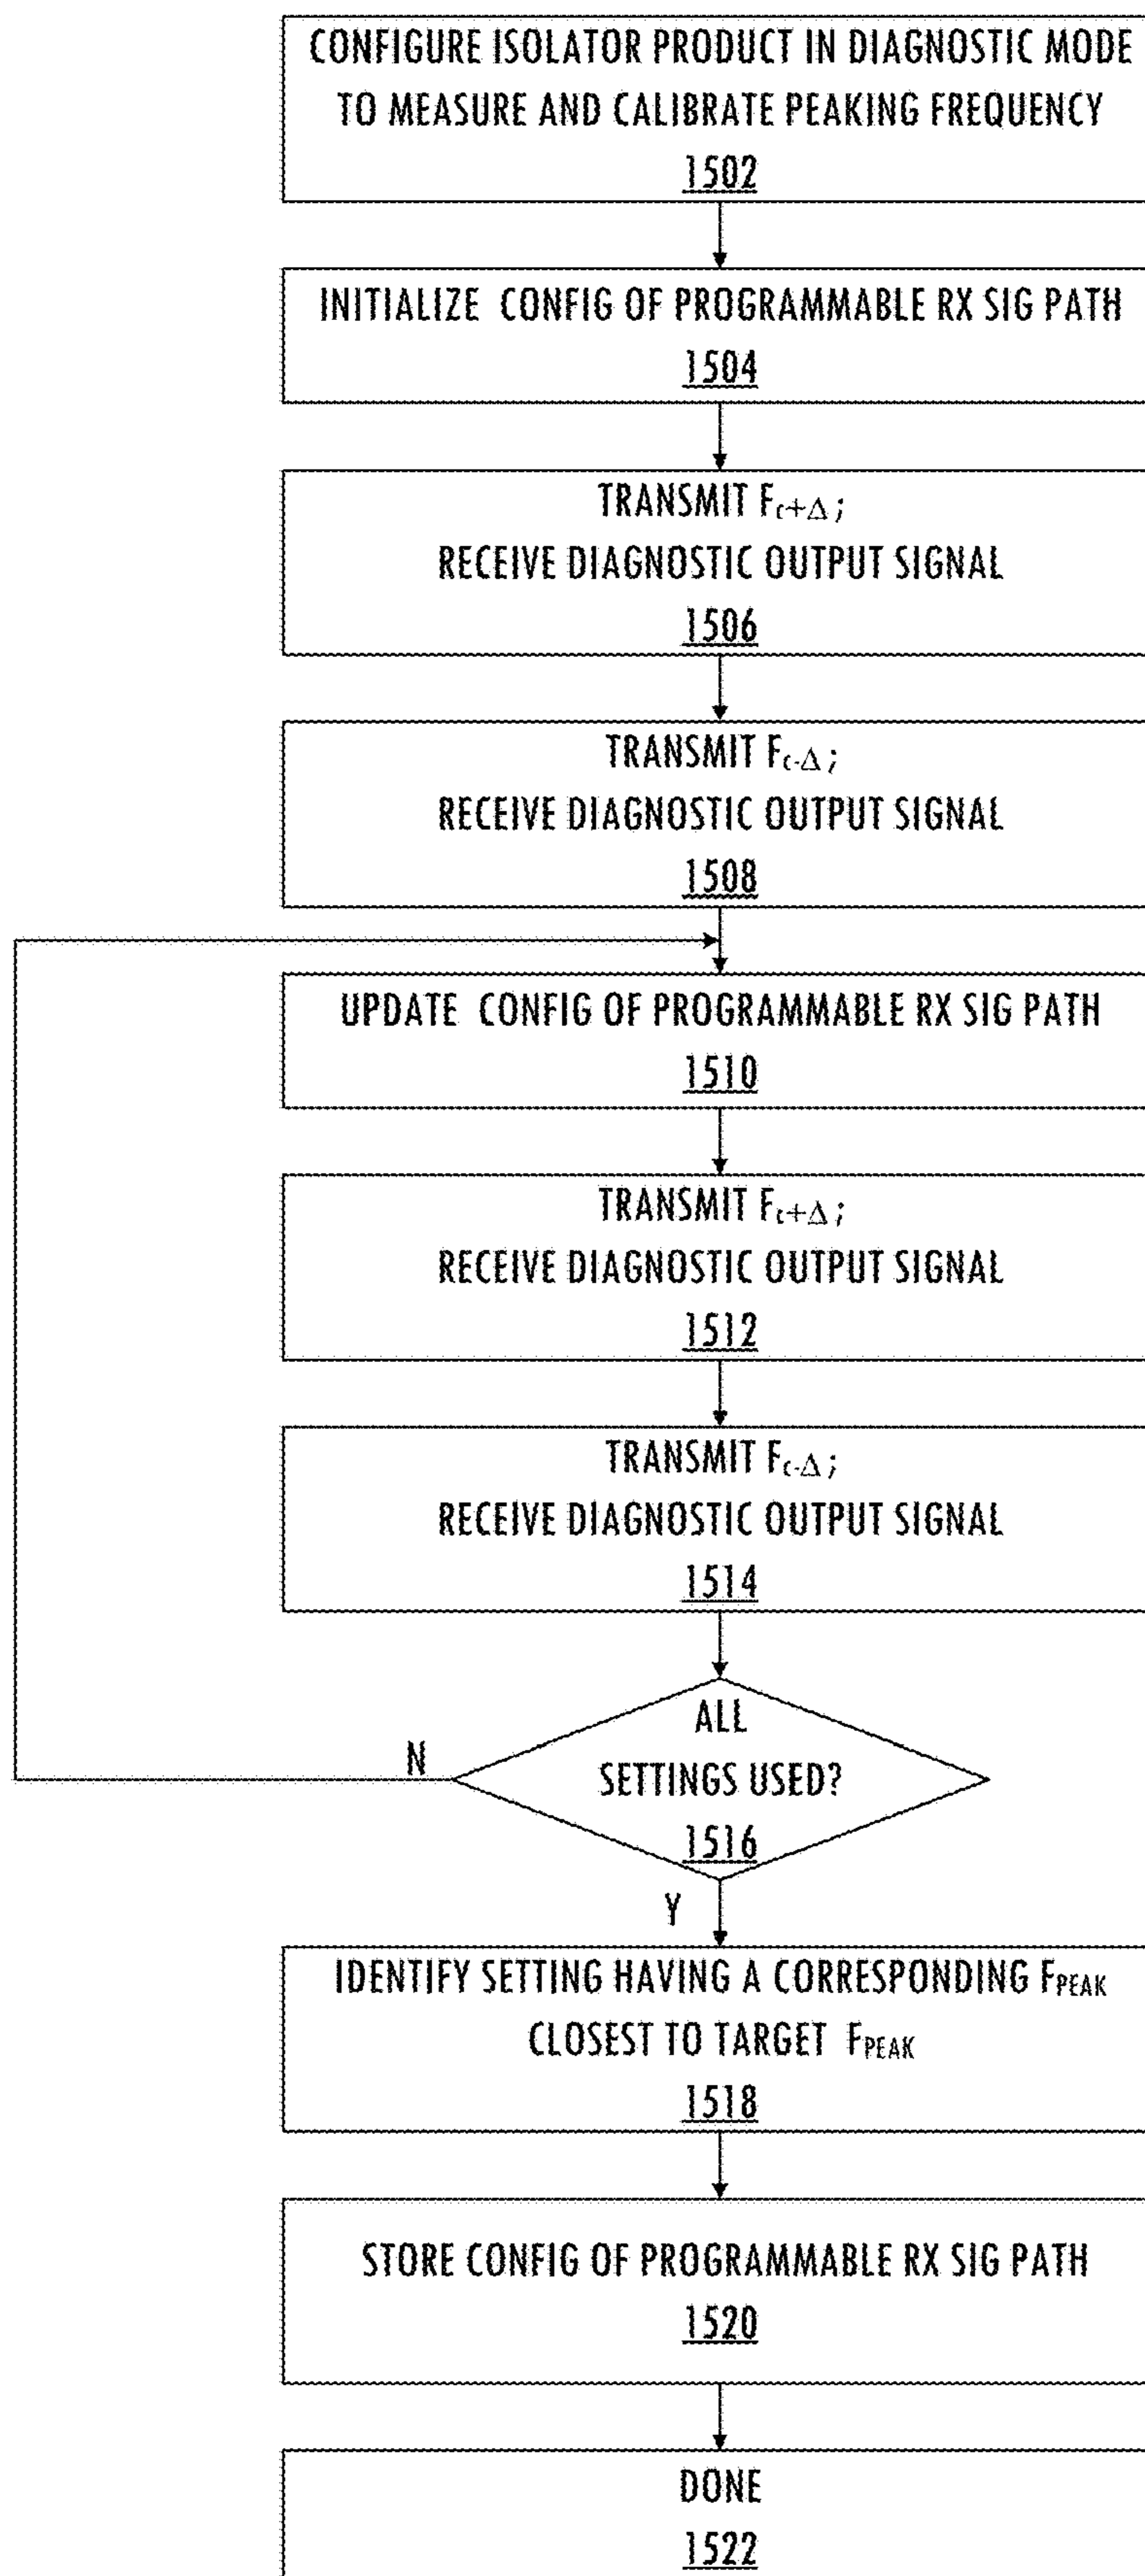 CONFIGURE ISOLATOR PRODUCT IN DIAGNOSTIC MODE
TO MEASURE AND CALIBRATE PEAKING FREQUENCY
1502
INITIALIZE CONFIG OF PROGRAMMABLE RX SIG PATH
1504
TRANSMIT Fc+Δ;
RECEIVE DIAGNOSTIC OUTPUT SIGNAL
1506
TRANSMIT Fc-Δ;
RECEIVE DIAGNOSTIC OUTPUT SIGNAL
1508
UPDATE CONFIG OF PROGRAMMABLE RX SIG PATH
1510
TRANSMIT Fc+Δ;
RECEIVE DIAGNOSTIC OUTPUT SIGNAL
1512
TRANSMIT Fc-Δ;
RECEIVE DIAGNOSTIC OUTPUT SIGNAL
1514
ALL
N
SETTINGS USED?
1516
Y
IDENTIFY SETTING HAVING A CORRESPONDING FPEAK
CLOSEST TO TARGET FPEAK
1518
STORE CONFIG OF PROGRAMMABLE RX SIG PATH
1520
DONE
1522